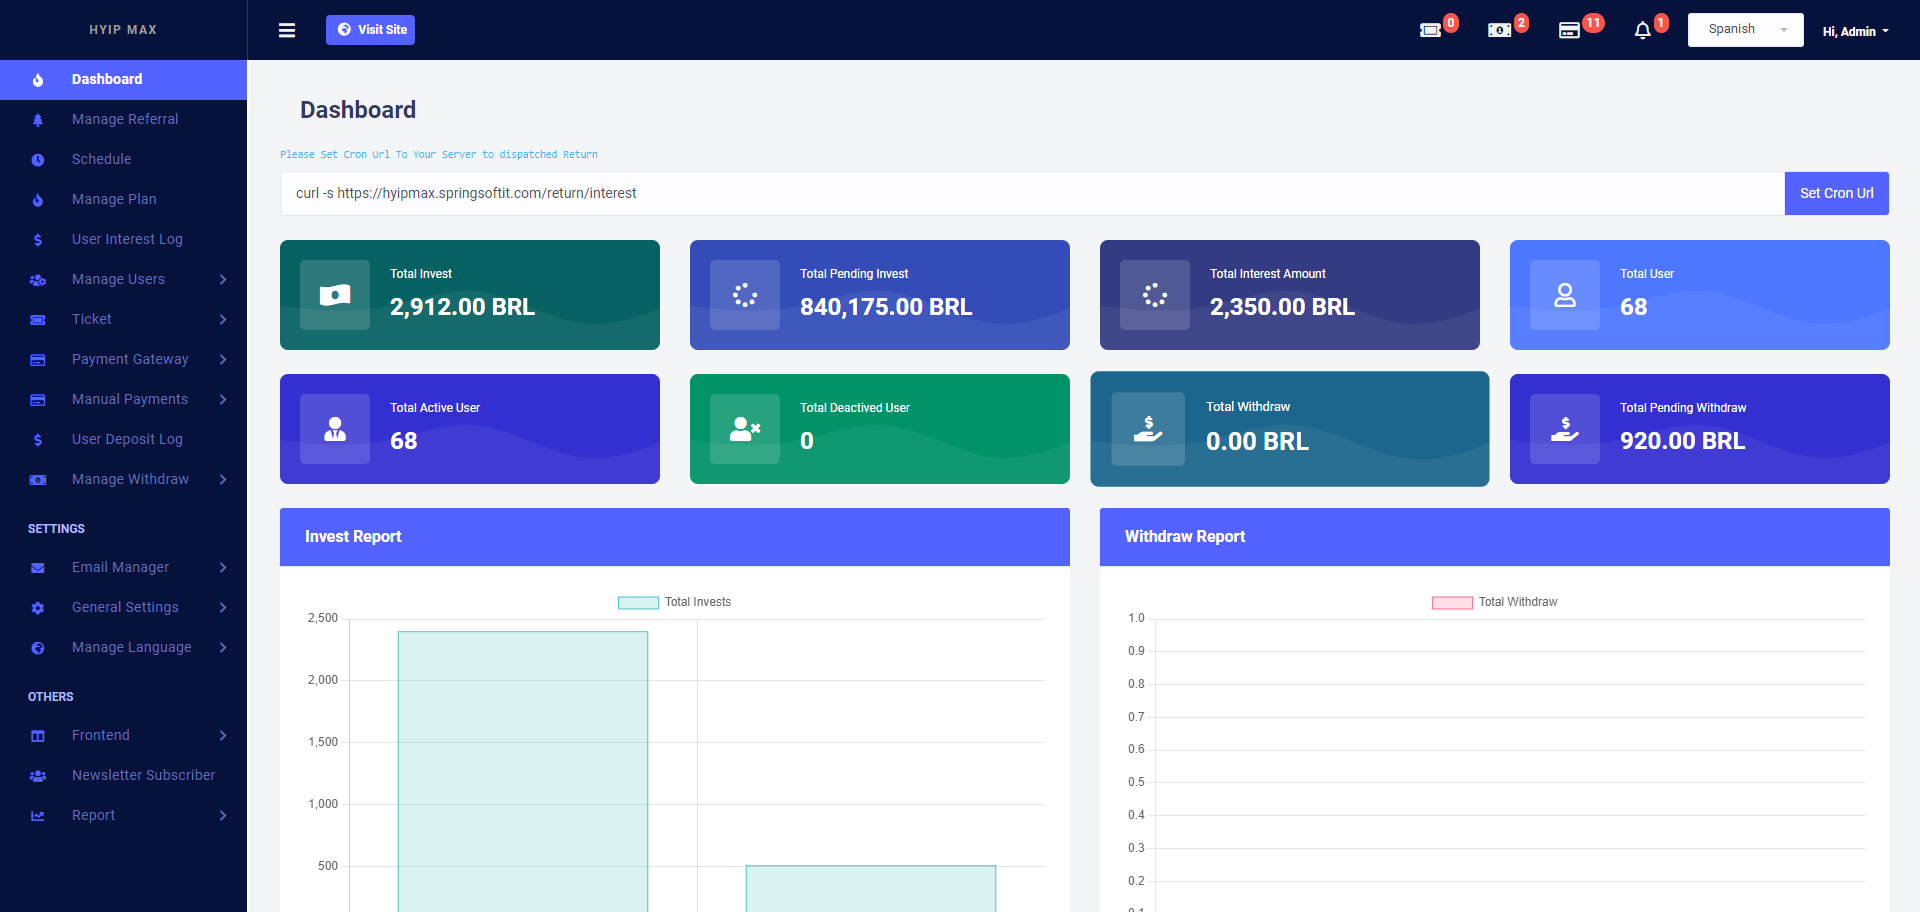 HYIP MAX
Visit Site
0
2
11
1
Spanish
Hi, Admin
Dashboard
Manage Referral
Schedule
Manage Plan
User Interest Log
Manage Users
Ticket
Payment Gateway
Manual Payments
User Deposit Log
Manage Withdraw
SETTINGS
Email Manager
General Settings
Manage Language
OTHERS
Frontend
Newsletter Subscriber
Report
Dashboard
Please Set Cron Url To Your Server to dispatched Return
curl -s https://hyipmax.springsoftit.com/return/interest
Set Cron Url
Total Invest
2,912.00 BRL
Total Pending Invest
840,175.00 BRL
Total Interest Amount
2,350.00 BRL
Total User
68
Total Active User
68
Total Deactived User
0
Total Withdraw
0.00 BRL
Total Pending Withdraw
920.00 BRL
Invest Report
Total Invests
2,500
2,000
1,500
1,000
500
Withdraw Report
Total Withdraw
1.0
0.9
0.8
0.7
0.6
0.5
0.4
0.3
0.2